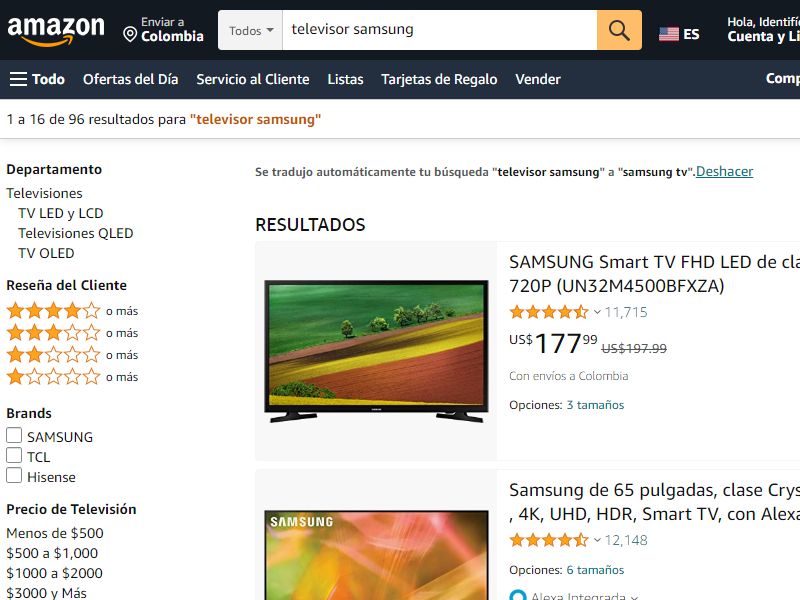 amazon
Enviar a
Colombia
Todos
televisor samsung
ES
Hola, Identifí
Cuenta y Li
Todo
Ofertas del Día
Servicio al Cliente
Listas
Tarjetas de Regalo
Vender
Comp
1 a 16 de 96 resultados para "televisor samsung"
Departamento
Televisiones
TV LED y LCD
Televisiones QLED
TV OLED
Reseña del Cliente
o más
o más
o más
o más
Brands
SAMSUNG
TCL
Hisense
Precio de Televisión
Menos de $500
$500 a $1,000
$1000 a $2000
$3000 y Más
Se tradujo automáticamente tu búsqueda "televisor samsung" a "samsung tv". Deshacer
RESULTADOS
SAMSUNG Smart TV FHD LED de cla
720P (UN32M4500BFXZA)
11,715
US$177.99 US$197.99
Con envíos a Colombia
Opciones: 3 tamaños
SAMSUNG
Samsung de 65 pulgadas, clase Crys
, 4K, UHD, HDR, Smart TV, con Alexa
12,148
Opciones: 6 tamaños
Alexa Integrada